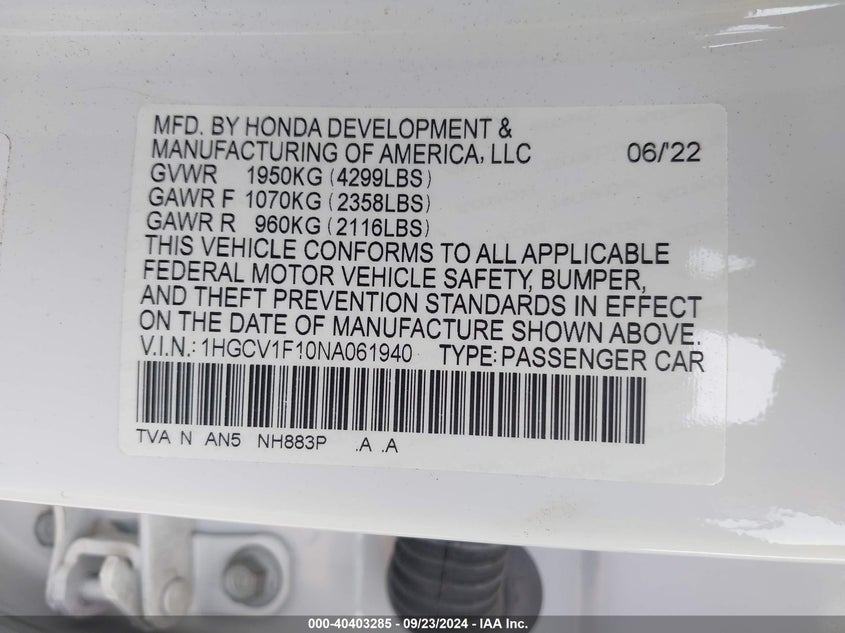 MFD. BY HONDA DEVELOPMENT &
MANUFACTURING OF AMERICA, LLC 06/'22
GVWR 1950KG (4299LBS)
GAWR F 1070KG (2358LBS)
GAWR R 960KG (2116LBS)
THIS VEHICLE CONFORMS TO ALL APPLICABLE
FEDERAL MOTOR VEHICLE SAFETY, BUMPER,
AND THEFT PREVENTION STANDARDS IN EFFECT
ON THE DATE OF MANUFACTURE SHOWN ABOVE.
V.I.N.: 1HGCV1F10NA061940 TYPE: PASSENGER CAR
TVA N AN5 NH883P .A .A
000-40403285 - 09/23/2024 - IAA Inc.